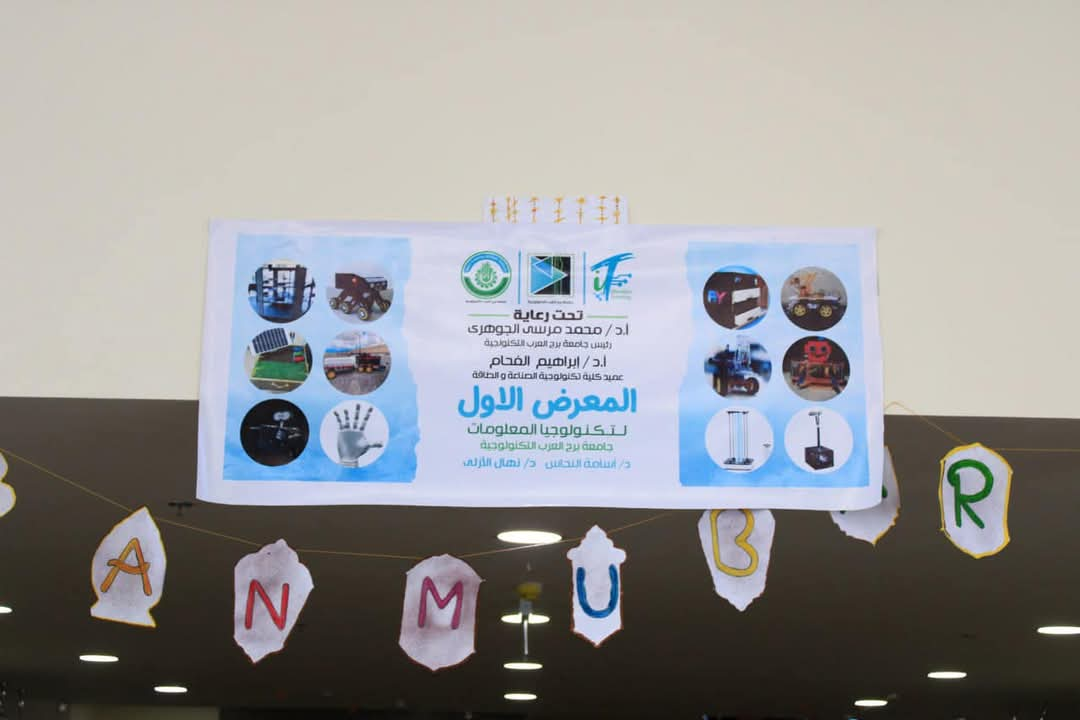 تحت رعاية
أ.د/ محمد مرسى الجوهرى
رئيس جامعة برج العرب التكنولوجية
أ.د/ إبراهيم الفحام
عميد كلية تكنولوجية الصناعة و الطاقة
المعرض الاول
لتكنولوجيا المعلومات
جامعة برج العرب التكنولوجية
د/ أسامة النحاس د/ نهال الأزلى
A N M U B R